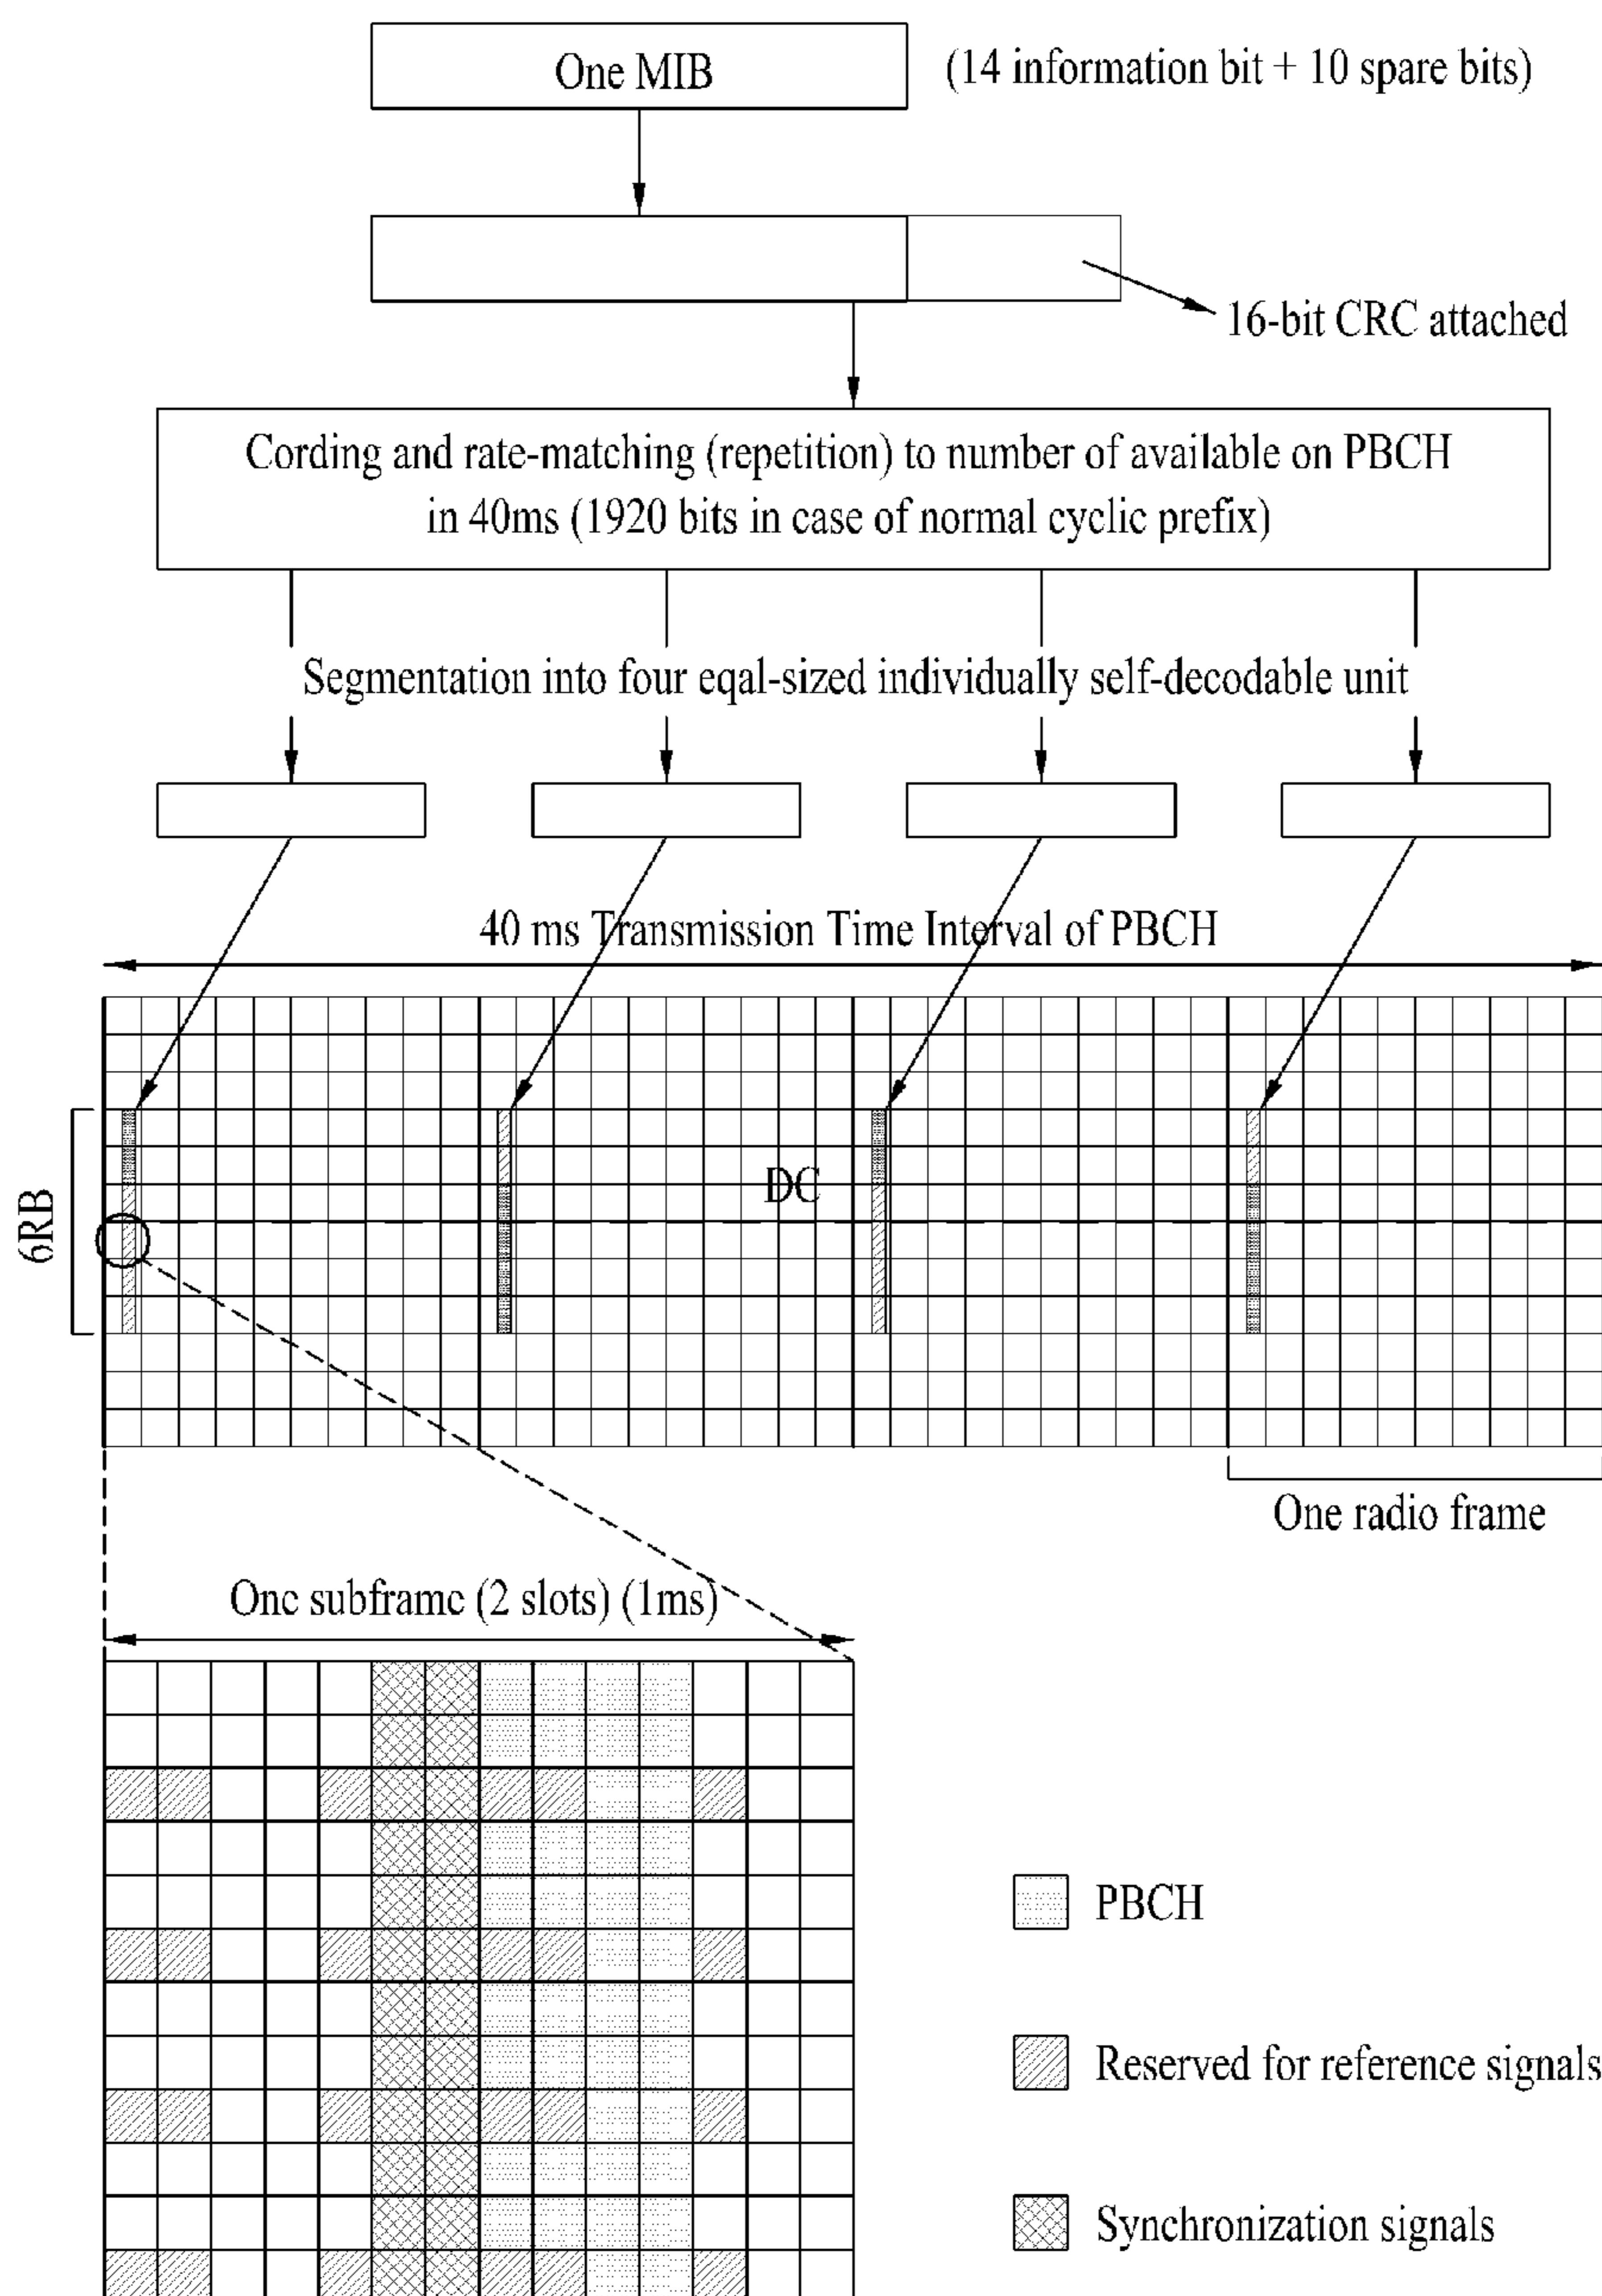 One MIB
(14 information bit + 10 spare bits)
16-bit CRC attached
Cording and rate-matching (repetition) to number of available on PBCH
in 40ms (1920 bits in case of normal cyclic prefix)
Segmentation into four eqal-sized individually self-decodable unit
40 ms Transmission Time Interval of PBCH
6RB
DC
One radio frame
One subframe (2 slots) (1ms)
PBCH
Reserved for reference signals
Synchronization signals